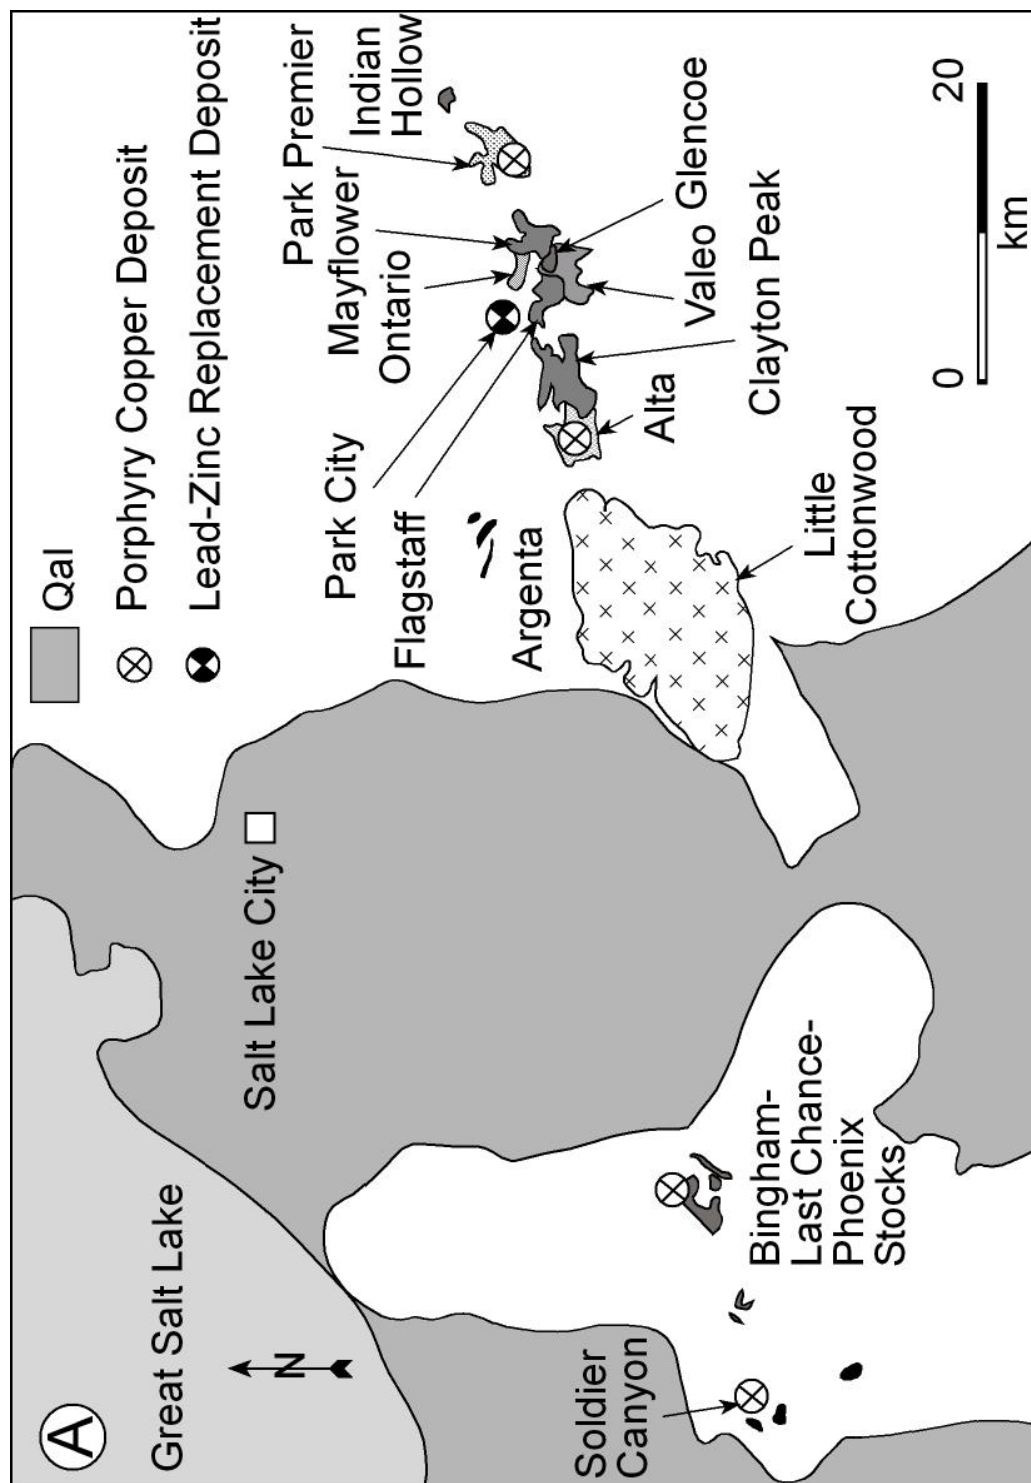 A
Great Salt Lake
N
Salt Lake City
Qal
Porphyry Copper Deposit
Lead-Zinc Replacement Deposit
Park City
Flagstaff
Argenta
Ontario
Mayflower
Park Premier
Indian
Hollow
Soldier
Canyon
Bingham-
Last Chance-
Phoenix
Stocks
Little
Cottonwood
Alta
Clayton Peak
Valeo
Glencoe
0
20
km